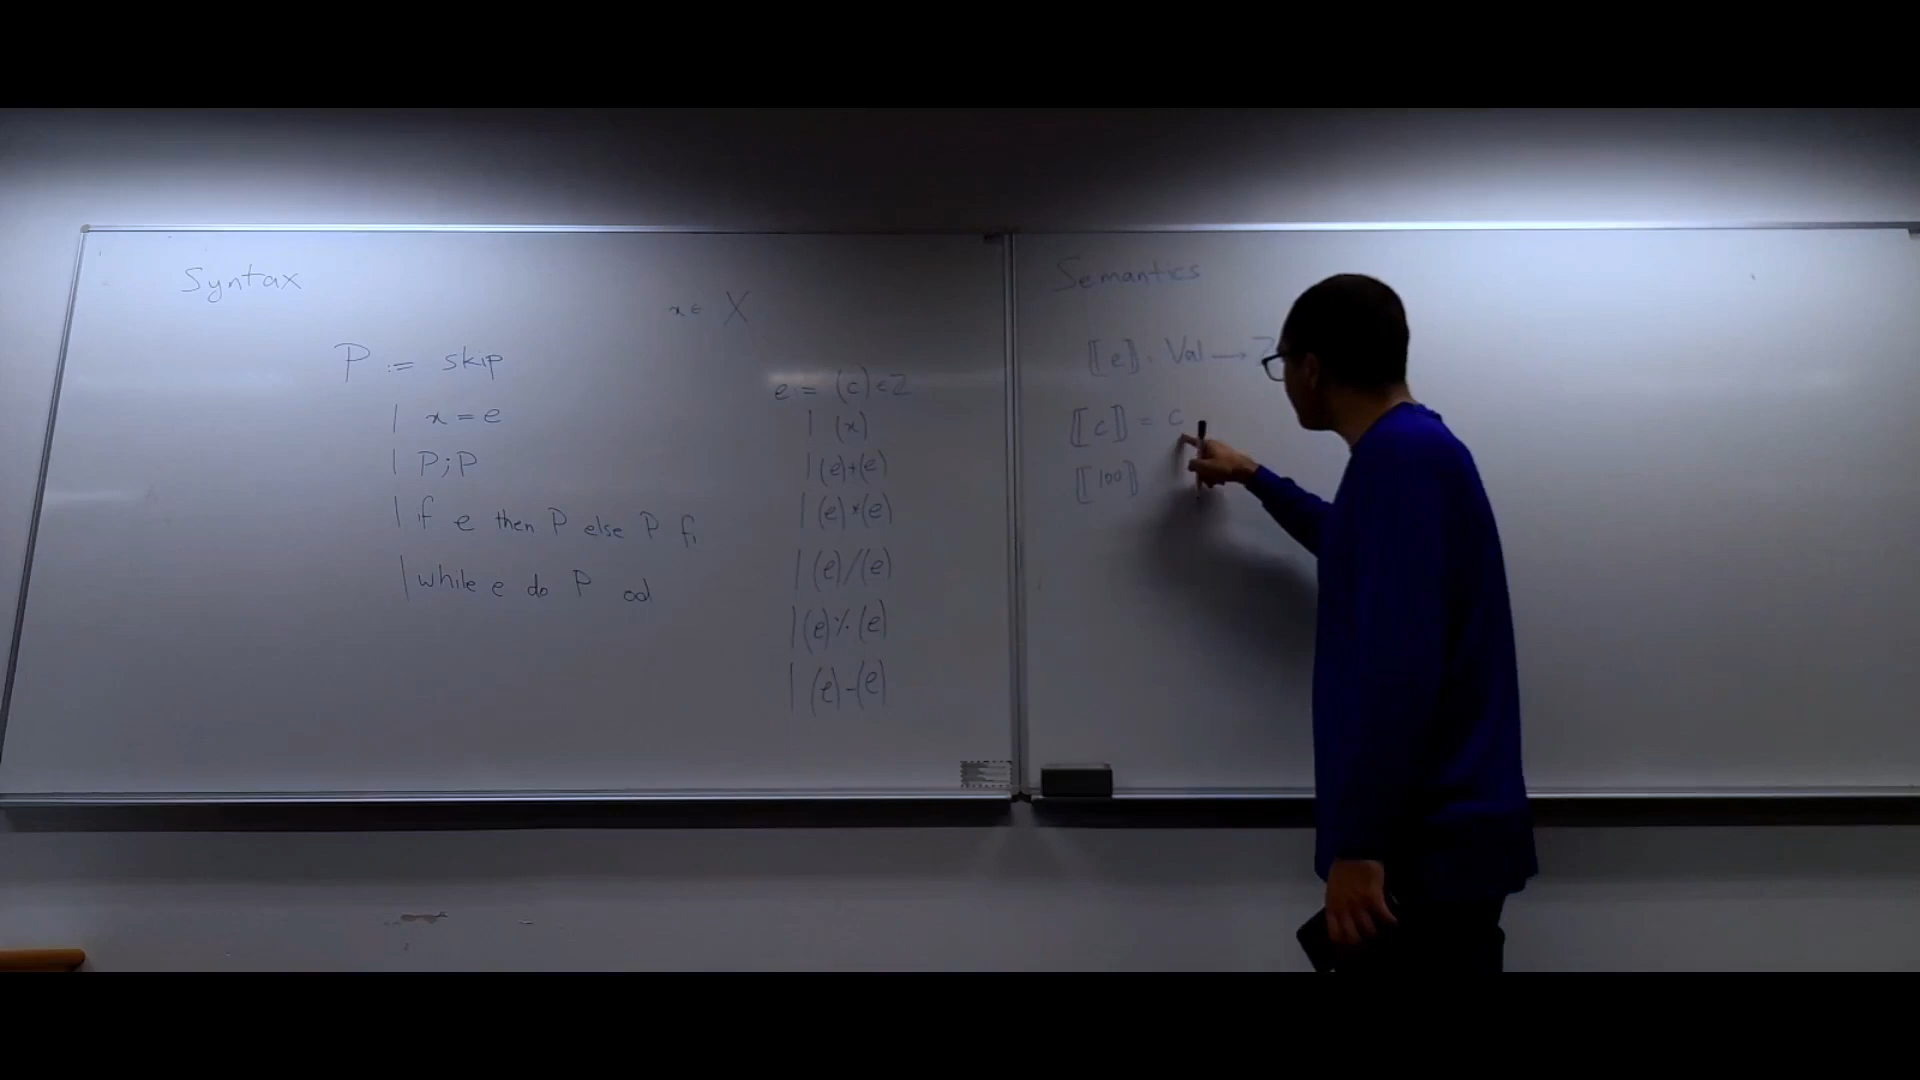 Syntax
x ∈ X
P := skip
| x = e
| P;P
| if e then P else P fi
| while e do P od
e := (c) ∈ Z
| (x)
| (e)+(e)
| (e)*(e)
| (e)/(e)
| (e)%(e)
| (e)-(e)
Semantics
⟦e⟧ : Val → Z
⟦c⟧ = c
⟦100⟧